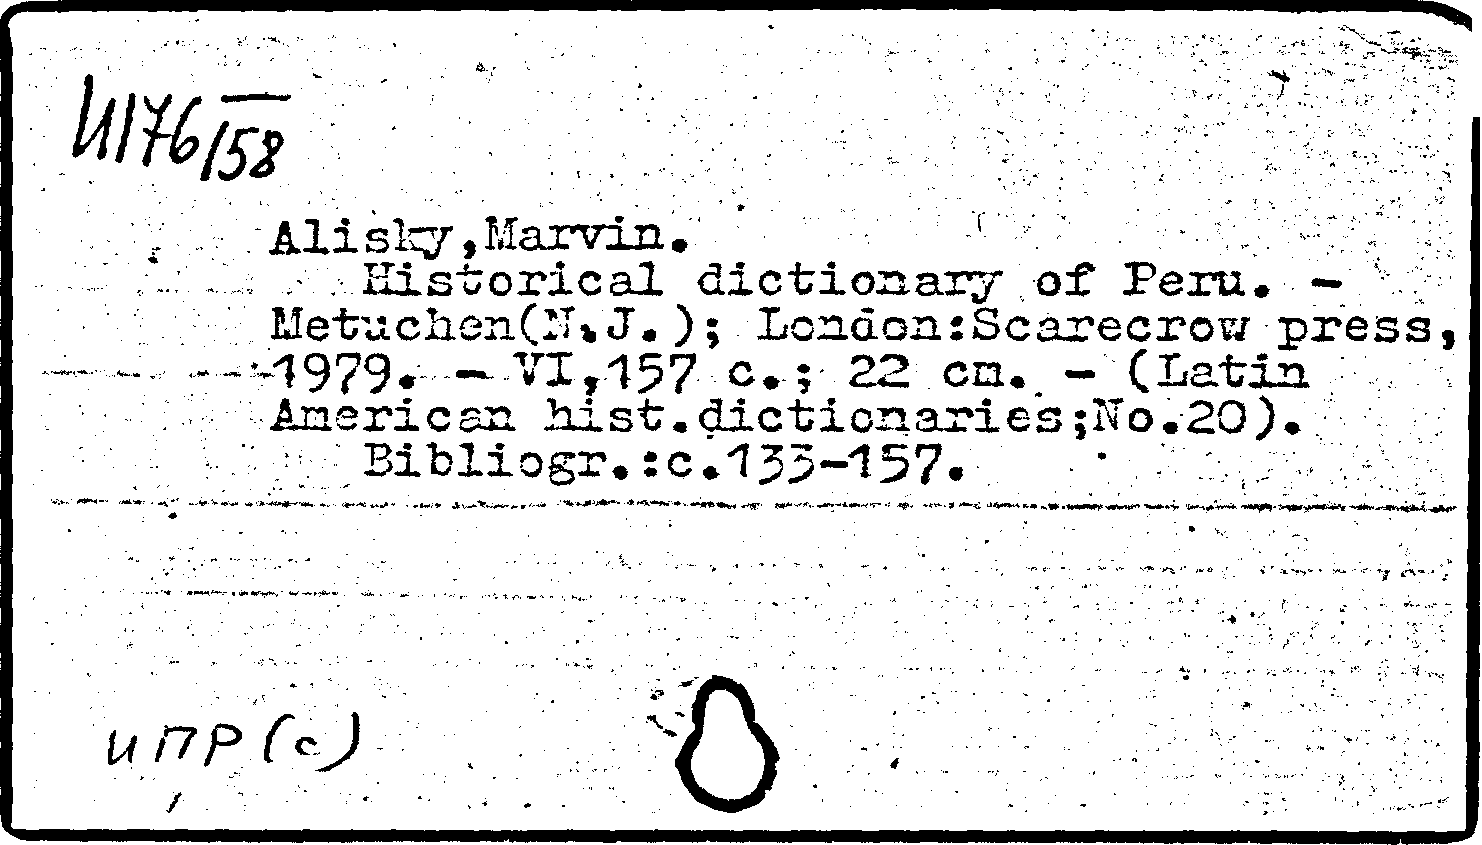 И176/158
Alisky,Marvin.
Historical dictionary of Peru. –
Metuchen(N.J.); London:Scarecrow press,
1979. – VI,157 c.; 22 cm. – (Latin
American hist.dictionaries;No.20).
Bibliogr.:c.133–157.
ИПР(с)